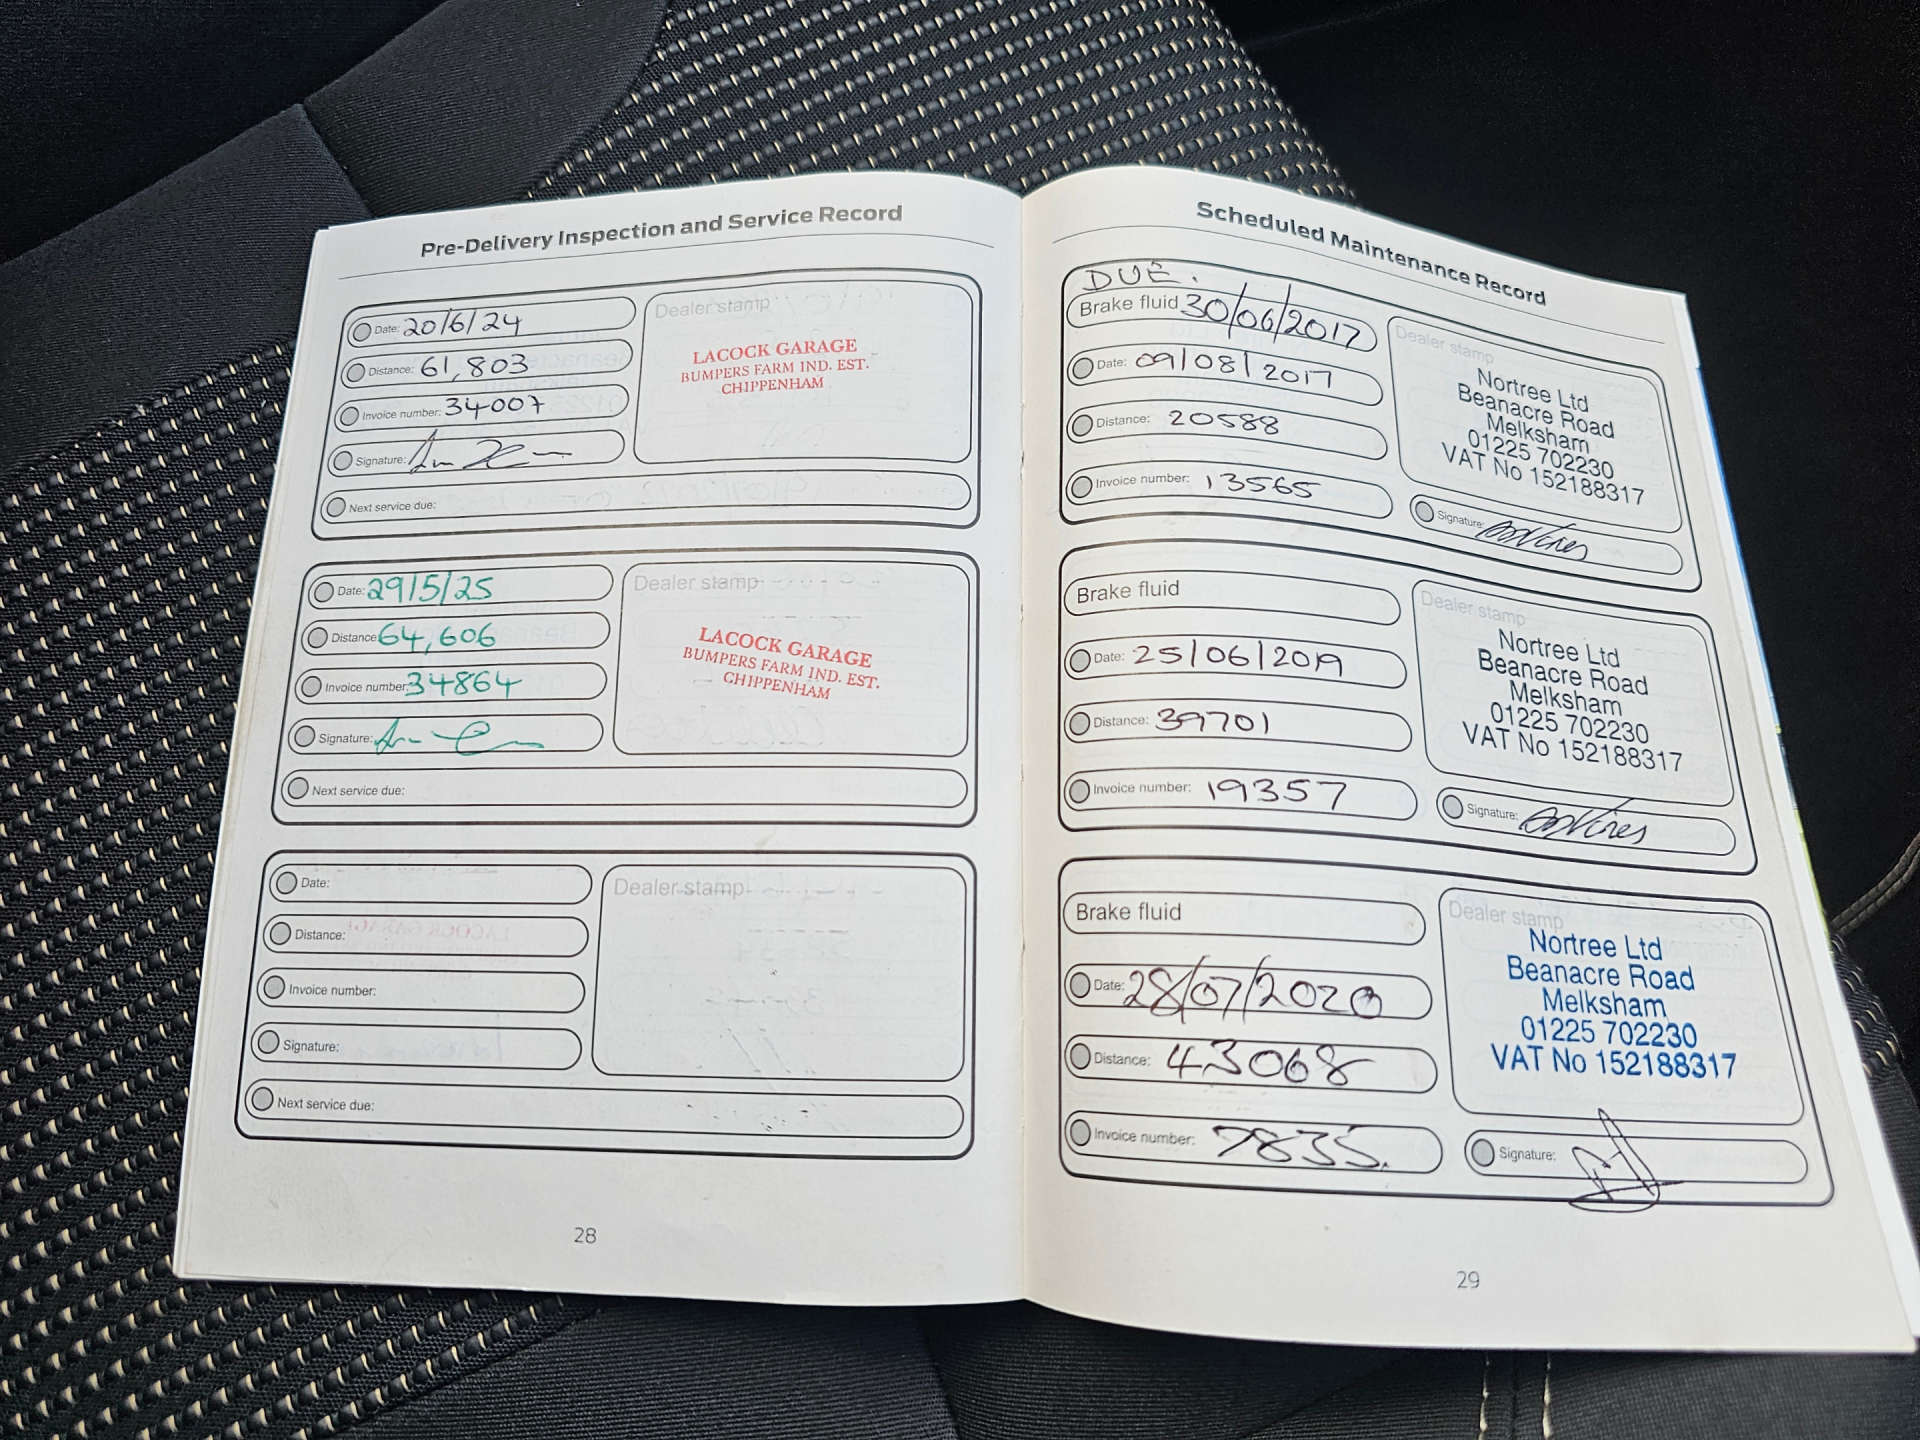 Pre-Delivery Inspection and Service Record
Date: 20/6/24
Distance: 61,803
Invoice number: 34007
Signature:
Next service due:
Dealer stamp
LACOCK GARAGE
BUMPERS FARM IND. EST.
CHIPPENHAM
Date: 29/5/25
Distance: 64,606
Invoice number: 34864
Signature:
Next service due:
Dealer stamp
LACOCK GARAGE
BUMPERS FARM IND. EST.
CHIPPENHAM
Date:
Distance:
Invoice number:
Signature:
Next service due:
Dealer stamp
28
Scheduled Maintenance Record
DUE.
Brake fluid 30/06/2017
Date: 09/08/2017
Distance: 20588
Invoice number: 13565
Dealer stamp
Nortree Ltd
Beanacre Road
Melksham
01225 702230
VAT No 152188317
Signature:
Brake fluid
Date: 25/06/2019
Distance: 39701
Invoice number: 19357
Dealer stamp
Nortree Ltd
Beanacre Road
Melksham
01225 702230
VAT No 152188317
Signature:
Brake fluid
Date: 28/07/2020
Distance: 43068
Invoice number: 7835.
Dealer stamp
Nortree Ltd
Beanacre Road
Melksham
01225 702230
VAT No 152188317
Signature:
29